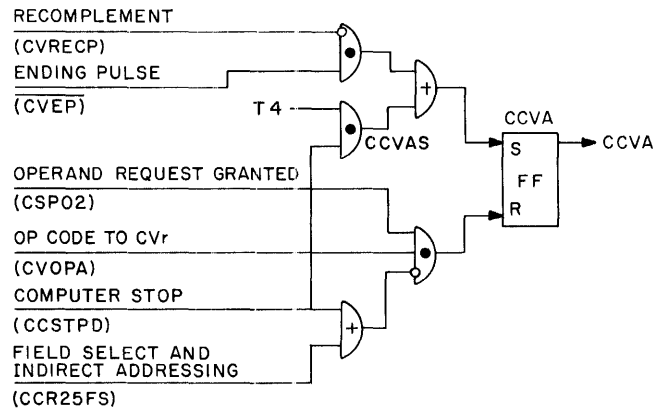 RECOMPLEMENT
(CVRECP)
ENDING PULSE
(CVEP)
T4
CCVAS
+
CCVA
S
FF
R
CCVA
OPERAND REQUEST GRANTED
(CSPO2)
OP CODE TO CVr
(CVOPA)
COMPUTER STOP
(CCSTPD)
+
FIELD SELECT AND
INDIRECT ADDRESSING
(CCR25FS)